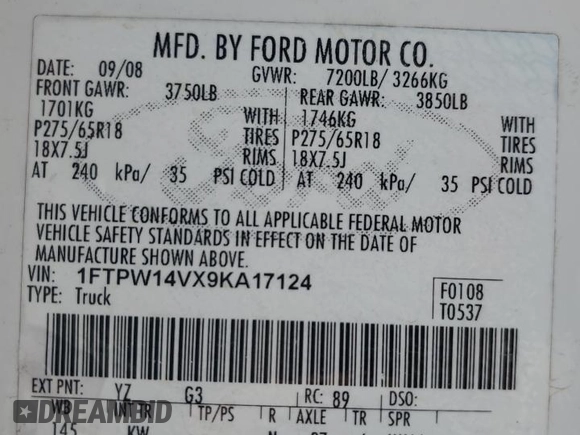 MFD. BY FORD MOTOR CO.
DATE: 09/08 GVWR: 7200LB/ 3266KG
FRONT GAWR: 3750LB REAR GAWR: 3850LB
1701KG WITH 1746KG WITH
P275/65R18 TIRES P275/65R18 TIRES
18X7.5J RIMS 18X7.5J RIMS
AT 240 kPa/ 35 PSI COLD AT 240 kPa/ 35 PSI COLD
THIS VEHICLE CONFORMS TO ALL APPLICABLE FEDERAL MOTOR
VEHICLE SAFETY STANDARDS IN EFFECT ON THE DATE OF
MANUFACTURE SHOWN ABOVE.
VIN: 1FTPW14VX9KA17124
TYPE: Truck
F0108
T0537
EXT PNT: YZ G3 RC: 89 DSO:
WB INT TR TP/PS R AXLE TR SPR
145 KW
DREAMBID
Ford